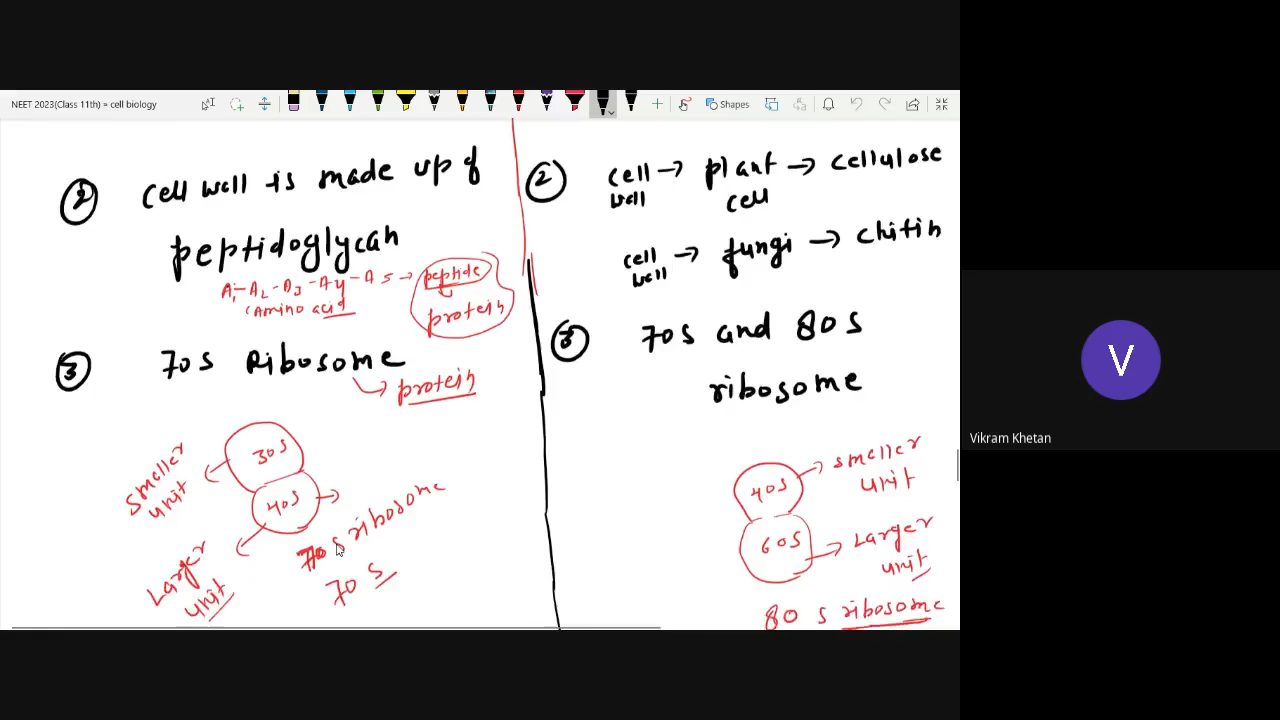 NEET 2023(Class 11th) > cell biology
Shapes
② cell wall is made up of
peptidoglycan
A1-A2-A3-A4-A5→peptide
(Amino acid
protein
③ 70S Ribosome
protein
30s
smaller
unit
40s
Larger
unit
70 s ribosome
70 S
② cell → plant → cellulose
wall cell
cell → fungi → chitin
wall
③ 70S and 80S
ribosome
40s
smaller
unit
60s
Larger
unit
80 s ribosome
V
Vikram Khetan